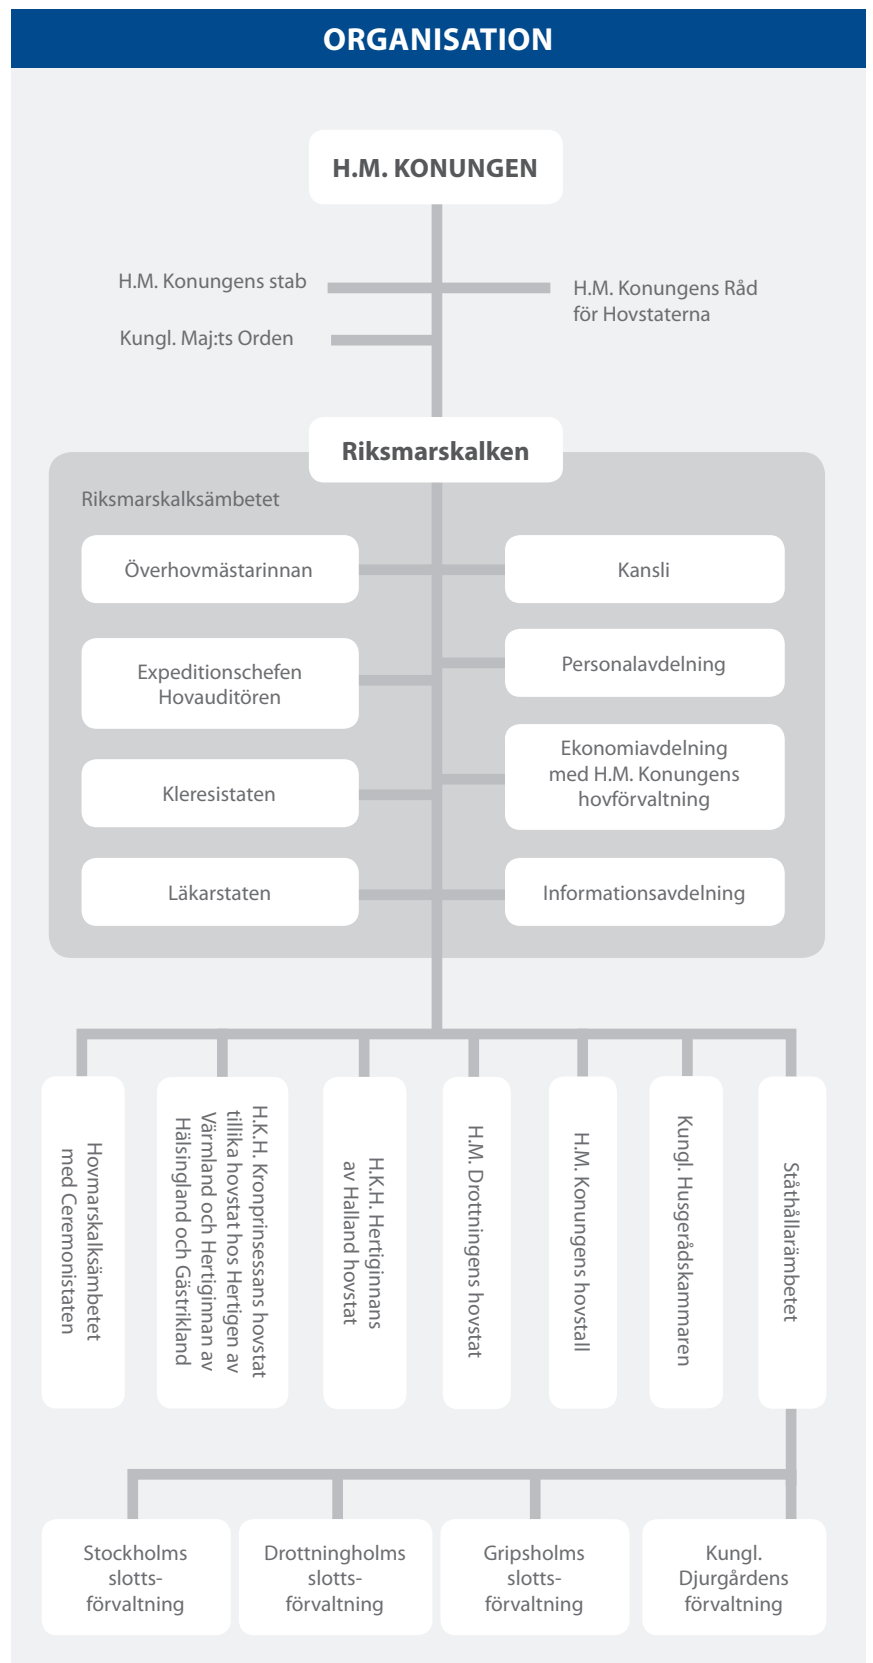 ORGANISATION
H.M. KONUNGEN
H.M. Konungens stab
H.M. Konungens Råd
för Hovstaterna
Kungl. Maj:ts Orden
Riksmarskalken
Riksmarskalksämbetet
Överhovmästarinnan
Kansli
Expeditionschefen
Hovauditören
Personalavdelning
Kleresistaten
Ekonomiavdelning
med H.M. Konungens
hovförvaltning
Läkarstaten
Informationsavdelning
Hovmarskalksämbetet
med Ceremonistaten
H.K.H. Kronprinsessans hovstat
tillika hovstat hos Hertigen av
Värmland och Hertiginnan av
Hälsingland och Gästrikland
H.K.H. Hertiginnans
av Halland hovstat
H.M. Drottningens hovstat
H.M. Konungens hovstall
Kungl. Husgerådskammaren
Ståthållarämbetet
Stockholms
slotts-
förvaltning
Drottningholms
slotts-
förvaltning
Gripsholms
slotts-
förvaltning
Kungl.
Djurgårdens
förvaltning